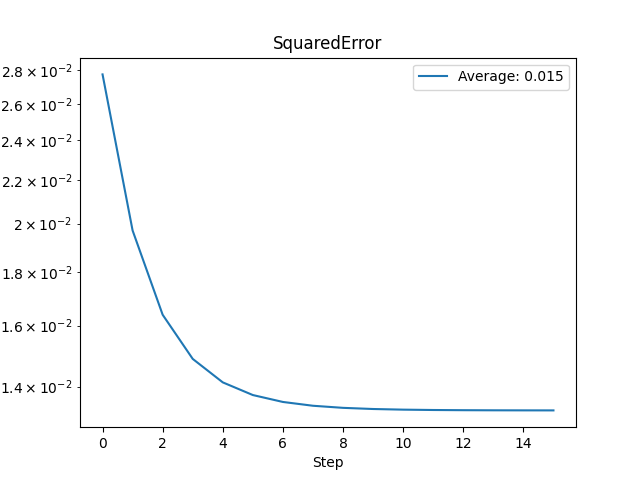 SquaredError
Average: 0.015
2.8 × 10⁻²
2.6 × 10⁻²
2.4 × 10⁻²
2.2 × 10⁻²
2 × 10⁻²
1.8 × 10⁻²
1.6 × 10⁻²
1.4 × 10⁻²
0 2 4 6 8 10 12 14
Step